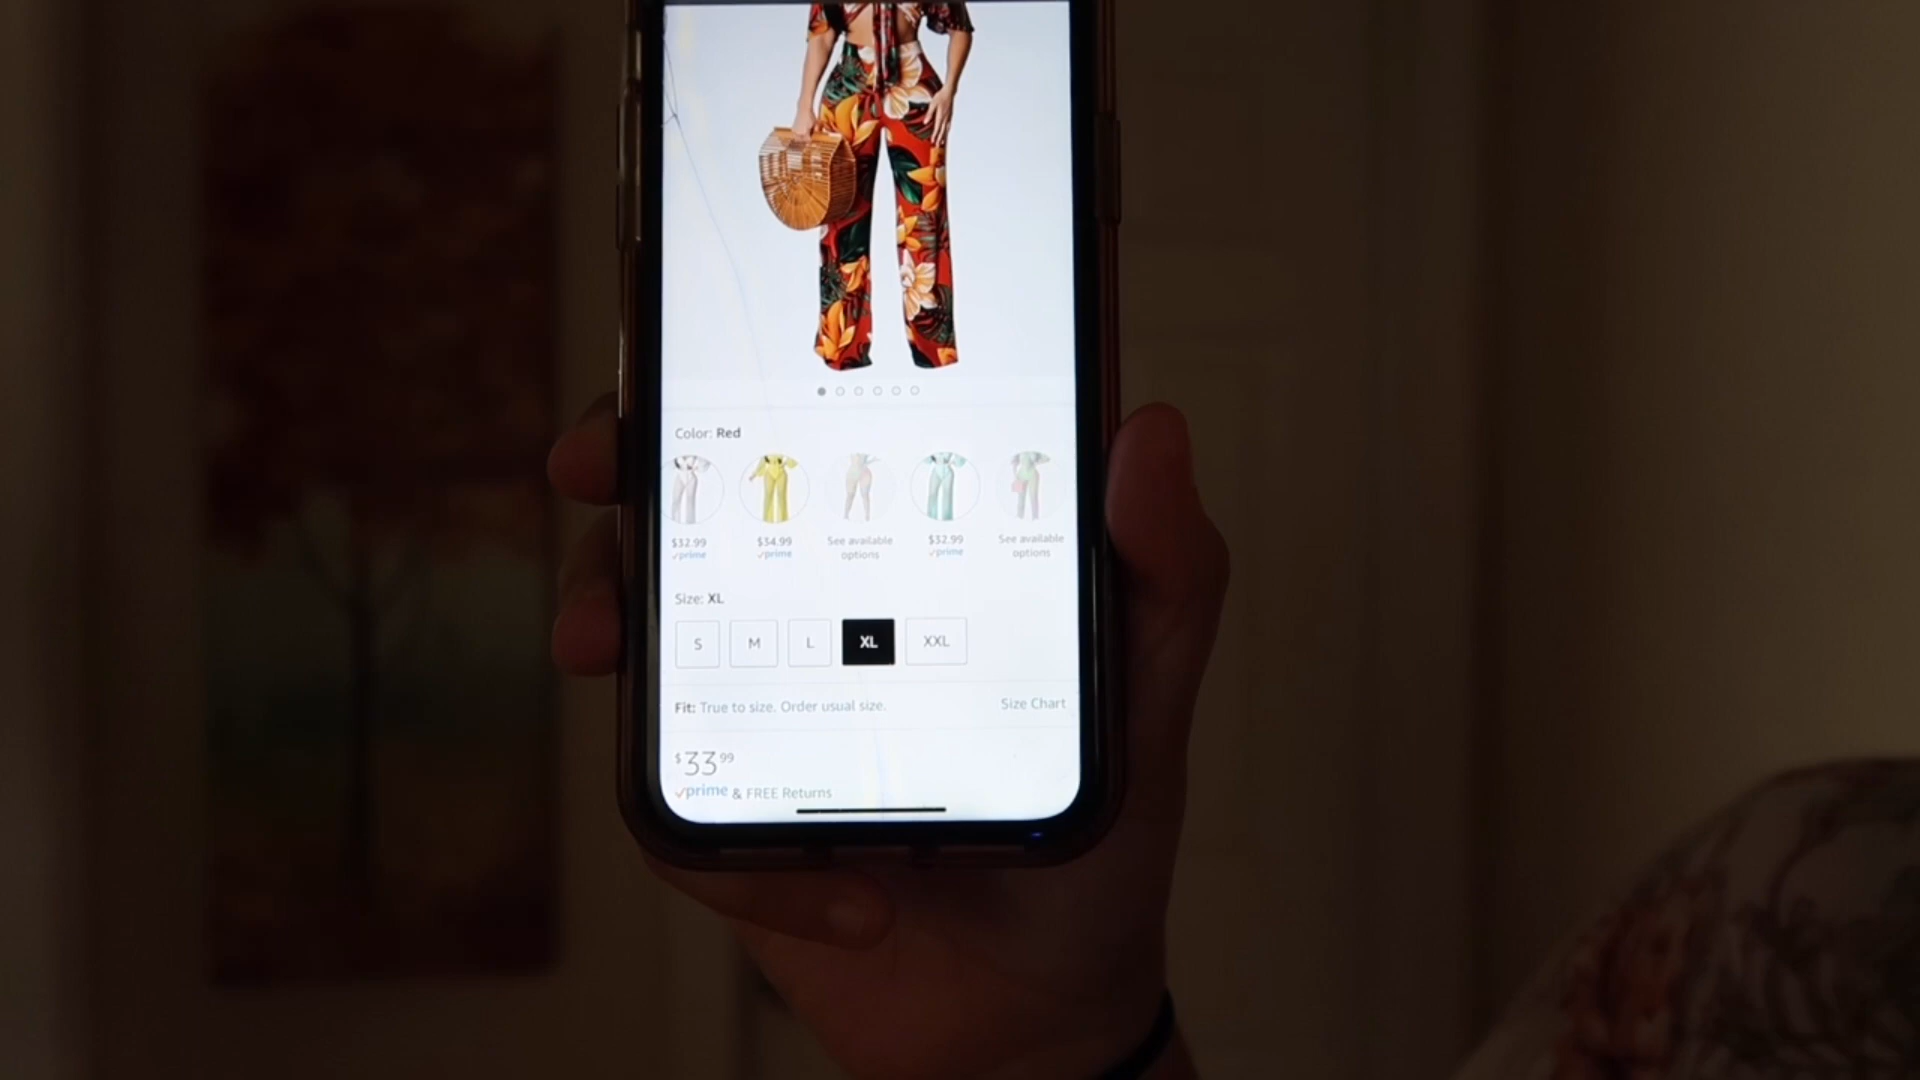 Color: Red
$32.99
prime
$34.99
prime
See available
options
$32.99
prime
See available
options
Size: XL
S
M
L
XL
XXL
Fit: True to size. Order usual size.
Size Chart
$33.99
prime & FREE Returns